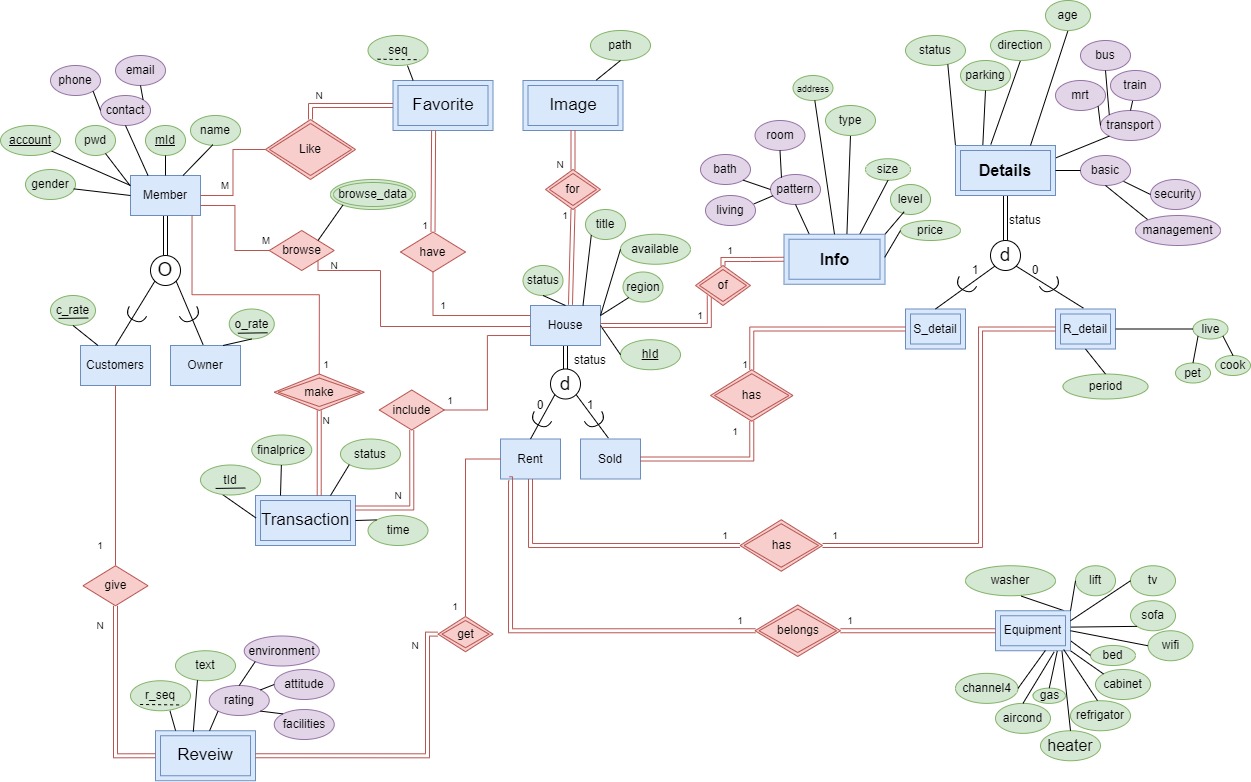 age
seq
path
status
direction
phone
email
bus
parking
mrt
train
address
contact
Favorite
Image
N
type
transport
account
pwd
mId
name
room
Like
N
bath
Details
basic
gender
Member
M
browse_data
for
pattern
size
security
living
level
1
title
status
management
1
M
browse
have
available
1
price
O
N
Info
d
status
region
of
1
0
c_rate
o_rate
1
House
1
S_detail
R_detail
live
hId
Customers
Owner
status
1
pet
cook
1
d
has
period
make
include
1
0
1
1
N
finalprice
status
Rent
Sold
tId
N
Transaction
time
1
1
has
1
N
give
washer
lift
tv
1
get
1
belongs
1
Equipment
sofa
N
wifi
environment
bed
text
r_seq
rating
attitude
channel4
gas
cabinet
facilities
aircond
refrigator
Reveiw
heater